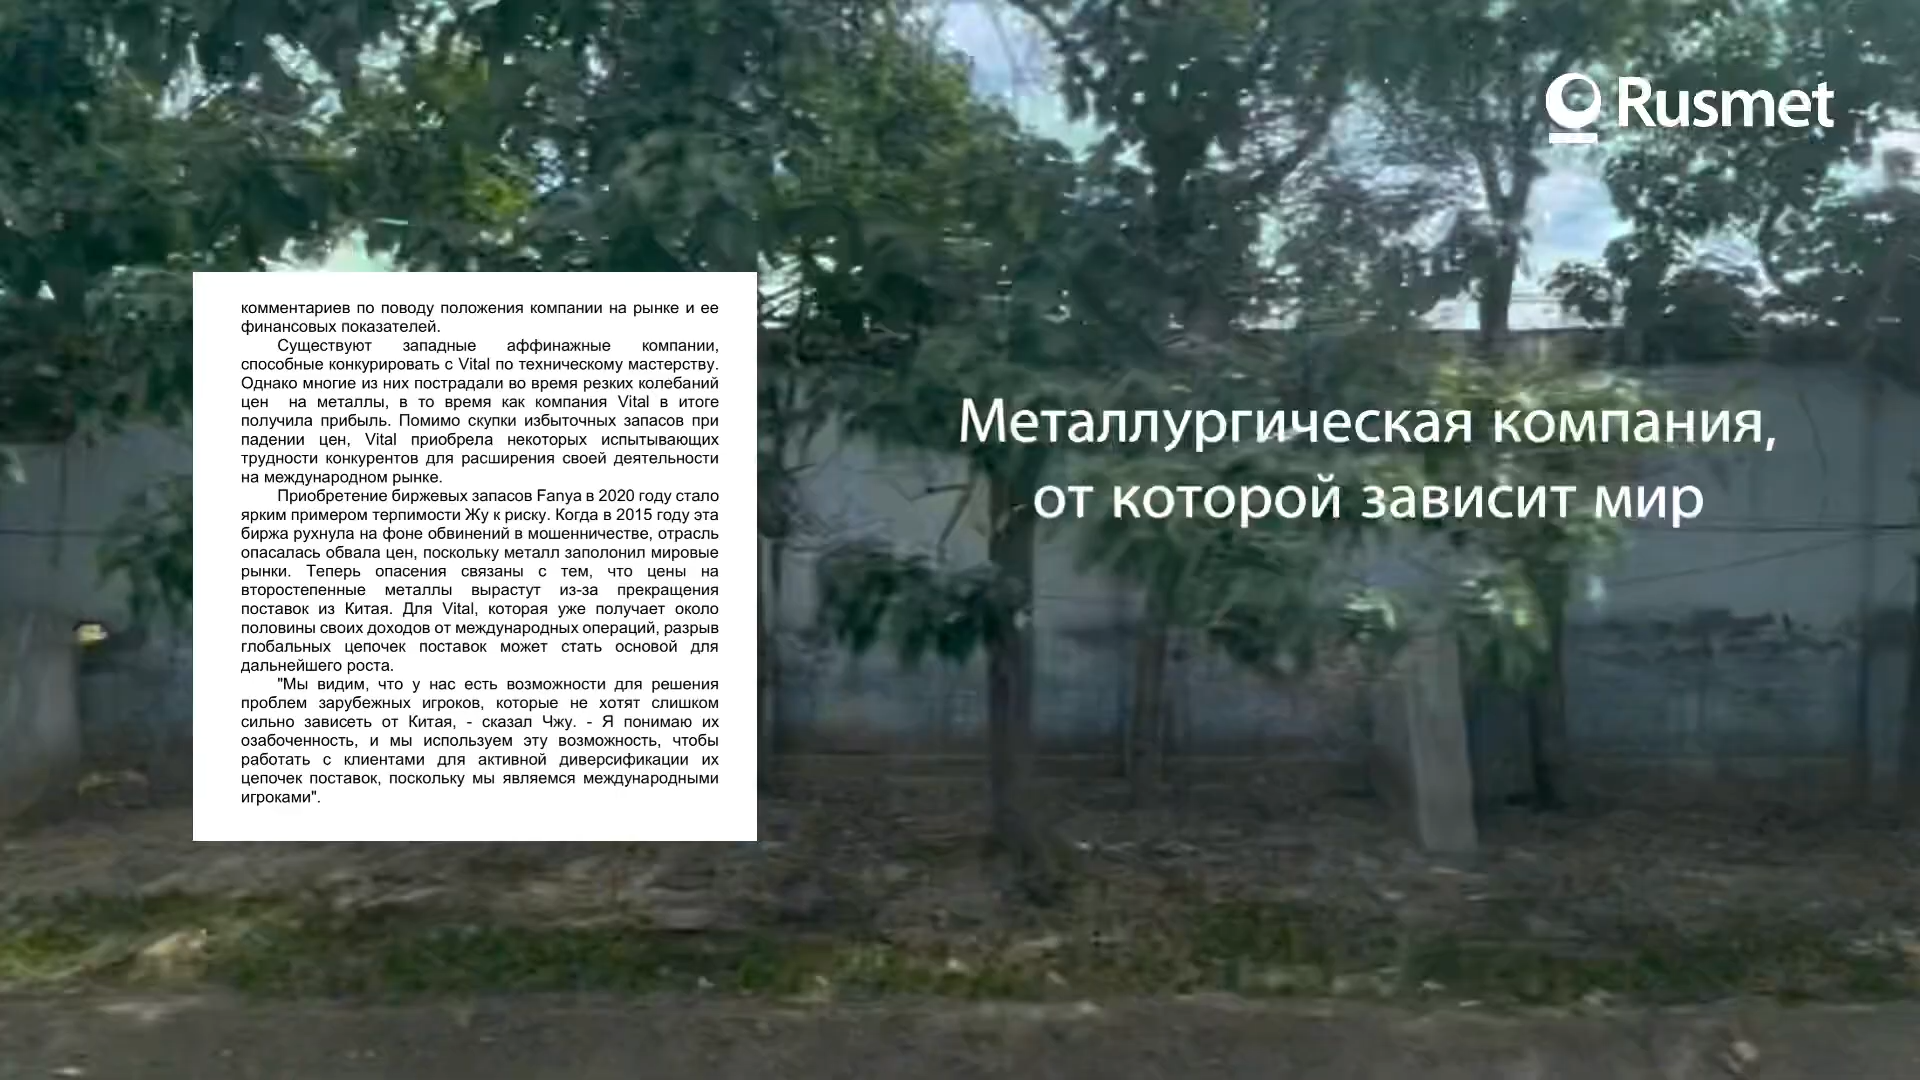 Rusmet
комментариев по поводу положения компании на рынке и ее
финансовых показателей.
Существуют западные аффинажные компании,
способные конкурировать с Vital по техническому мастерству.
Однако многие из них пострадали во время резких колебаний
цен на металлы, в то время как компания Vital в итоге
получила прибыль. Помимо скупки избыточных запасов при
падении цен, Vital приобрела некоторых испытывающих
трудности конкурентов для расширения своей деятельности
на международном рынке.
Приобретение биржевых запасов Fanya в 2020 году стало
ярким примером терпимости Жу к риску. Когда в 2015 году эта
биржа рухнула на фоне обвинений в мошенничестве, отрасль
опасалась обвала цен, поскольку металл заполонил мировые
рынки. Теперь опасения связаны с тем, что цены на
второстепенные металлы вырастут из-за прекращения
поставок из Китая. Для Vital, которая уже получает около
половины своих доходов от международных операций, разрыв
глобальных цепочек поставок может стать основой для
дальнейшего роста.
"Мы видим, что у нас есть возможности для решения
проблем зарубежных игроков, которые не хотят слишком
сильно зависеть от Китая, - сказал Чжу. - Я понимаю их
озабоченность, и мы используем эту возможность, чтобы
работать с клиентами для активной диверсификации их
цепочек поставок, поскольку мы являемся международными
игроками".
Металлургическая компания,
от которой зависит мир